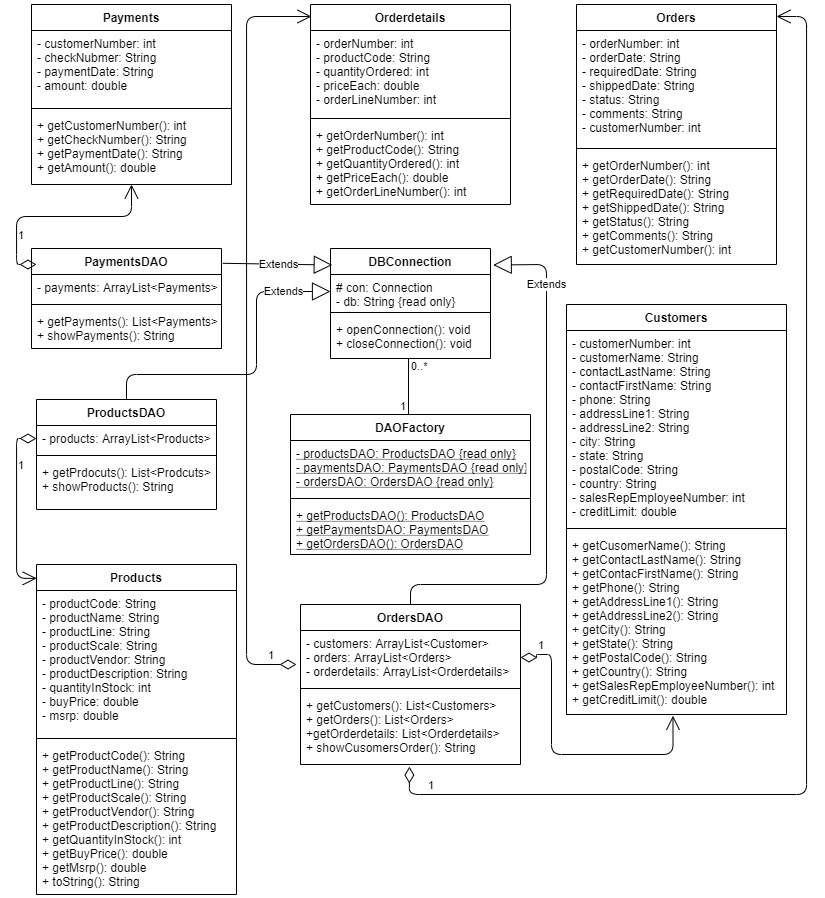 Payments
- customerNumber: int
- checkNubmer: String
- paymentDate: String
- amount: double
+ getCustomerNumber(): int
+ getCheckNumber(): String
+ getPaymentDate(): String
+ getAmount(): double
Orderdetails
- orderNumber: int
- productCode: String
- quantityOrdered: int
- priceEach: double
- orderLineNumber: int
+ getOrderNumber(): int
+ getProductCode(): String
+ getQuantityOrdered(): int
+ getPriceEach(): double
+ getOrderLineNumber(): int
Orders
- orderNumber: int
- orderDate: String
- requiredDate: String
- shippedDate: String
- status: String
- comments: String
- customerNumber: int
+ getOrderNumber(): int
+ getOrderDate(): String
+ getRequiredDate(): String
+ getShippedDate(): String
+ getStatus(): String
+ getComments(): String
+ getCustomerNumber(): int
1
PaymentsDAO
- payments: ArrayList<Payments>
+ getPayments(): List<Payments>
+ showPayments(): String
Extends
Extends
DBConnection
# con: Connection
- db: String {read only}
+ openConnection(): void
+ closeConnection(): void
Extends
0..*
1
Customers
- customerNumber: int
- customerName: String
- contactLastName: String
- contactFirstName: String
- phone: String
- addressLine1: String
- addressLine2: String
- city: String
- state: String
- postalCode: String
- country: String
- salesRepEmployeeNumber: int
- creditLimit: double
+ getCusomerName(): String
+ getContactLastName(): String
+ getContacFirstName(): String
+ getPhone(): String
+ getAddressLine1(): String
+ getAddressLine2(): String
+ getCity(): String
+ getState(): String
+ getPostalCode(): String
+ getCountry(): String
+ getSalesRepEmployeeNumber(): int
+ getCreditLimit(): double
ProductsDAO
- products: ArrayList<Products>
+ getPrdocuts(): List<Prodcuts>
+ showProducts(): String
1
DAOFactory
- productsDAO: ProductsDAO {read only}
- paymentsDAO: PaymentsDAO {read only}
- ordersDAO: OrdersDAO {read only}
+ getProductsDAO(): ProductsDAO
+ getPaymentsDAO: PaymentsDAO
+ getOrdersDAO(): OrdersDAO
Products
- productCode: String
- productName: String
- productLine: String
- productScale: String
- productVendor: String
- productDescription: String
- quantityInStock: int
- buyPrice: double
- msrp: double
+ getProductCode(): String
+ getProductName(): String
+ getProductLine(): String
+ getProductScale(): String
+ getProductVendor(): String
+ getProductDescription(): String
+ getQuantityInStock(): int
+ getBuyPrice(): double
+ getMsrp(): double
+ toString(): String
OrdersDAO
- customers: ArrayList<Customer>
- orders: ArrayList<Orders>
- orderdetails: ArrayList<Orderdetails>
+ getCustomers(): List<Customers>
+ getOrders(): List<Orders>
+getOrderdetails: List<Orderdetails>
+ showCusomersOrder(): String
1
1
1